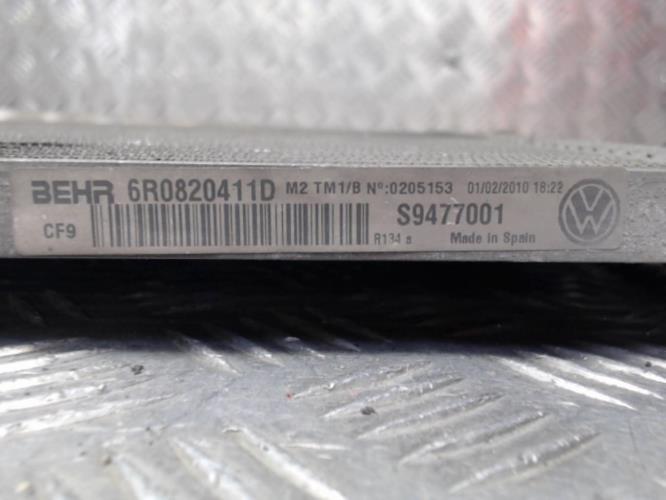 BEHR 6R0820411D M2 TM1/B Nº:0205153 01/02/2010 18:22
CF9 S9477001
R134 a Made in Spain